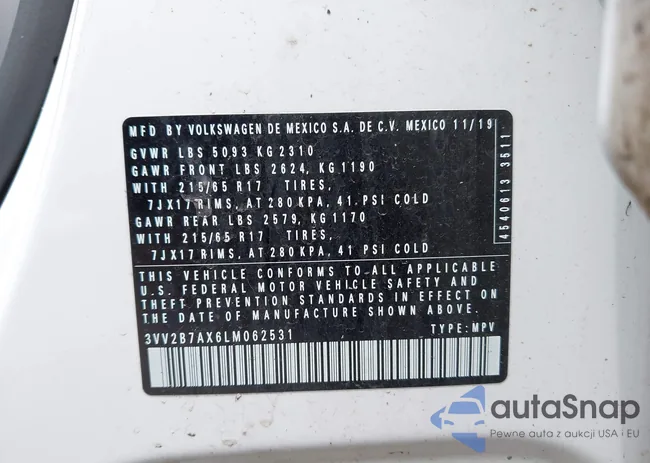 MFD BY VOLKSWAGEN DE MEXICO S.A. DE C.V. MEXICO 11/19
GVWR LBS 5093 KG 2310
GAWR FRONT LBS 2624, KG 1190
WITH 215/65 R17 TIRES,
7JX17 RIMS, AT 280 KPA, 41. PSI COLD
GAWR REAR LBS 2579, KG 1170
WITH 215/65 R17 TIRES,
7JX17 RIMS, AT 280 KPA, 41 PSI COLD
4540613 3511
THIS VEHICLE CONFORMS TO ALL APPLICABLE
U.S. FEDERAL MOTOR VEHICLE SAFETY AND
THEFT PREVENTION STANDARDS IN EFFECT ON
THE DATE OF MANUFACTURE SHOWN ABOVE.
3VV2B7AX6LM062531 TYPE: MPV
autoSnap
Pewne auta z aukcji USA i EU